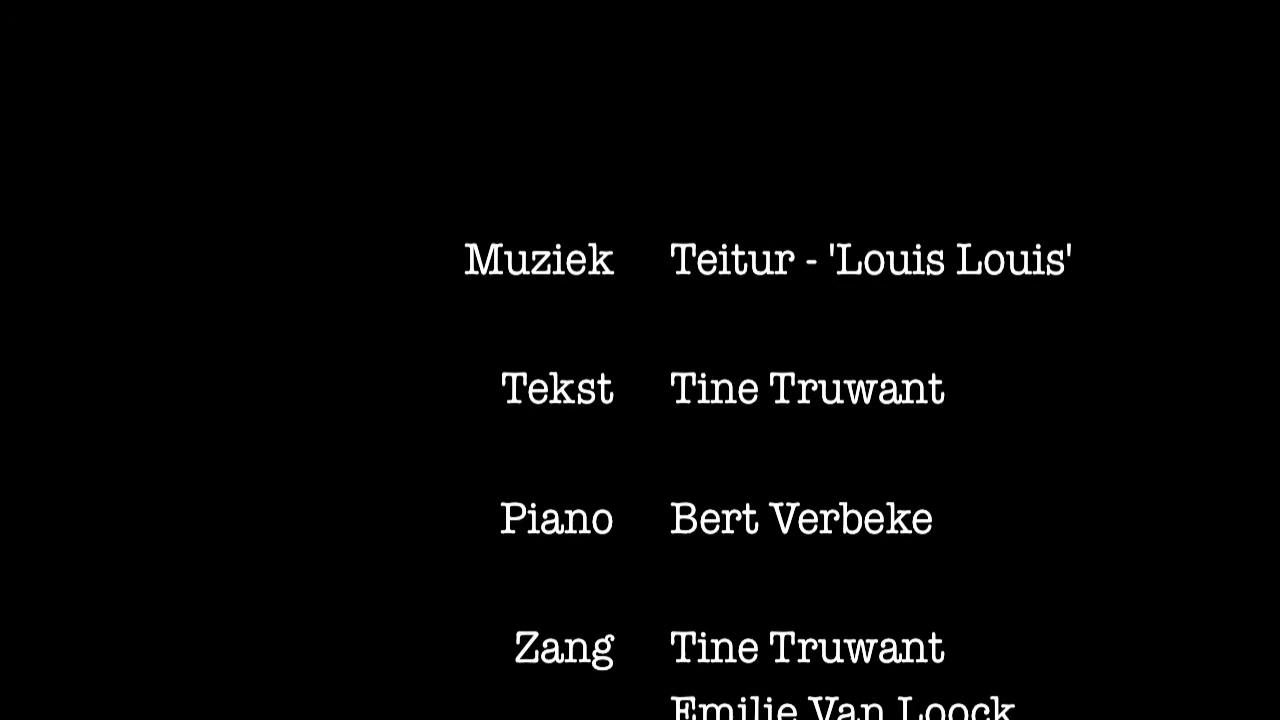 Muziek Teitur - 'Louis Louis'
Tekst Tine Truwant
Piano Bert Verbeke
Zang Tine Truwant
Emilie Van Loock